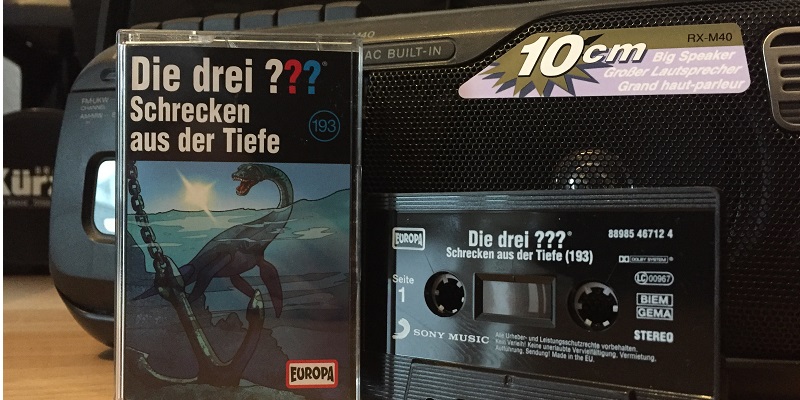 Die drei ???®
Schrecken
aus der Tiefe
193
EUROPA
AC BUILT-IN
FM/UKW
10cm
RX-M40
Big Speaker
Großer Lautsprecher
Grand haut-parleur
EUROPA
Die drei ???®
Schrecken aus der Tiefe (193)
88985 46712 4
DOLBY SYSTEM
LC 00967
BIEM
GEMA
STEREO
Seite
1
SONY MUSIC
Alle Urheber- und Leistungsschutzrechte vorbehalten.
Kein Verleih! Keine unerlaubte Vervielfältigung, Vermietung,
Aufführung, Sendung! Made in the EU.